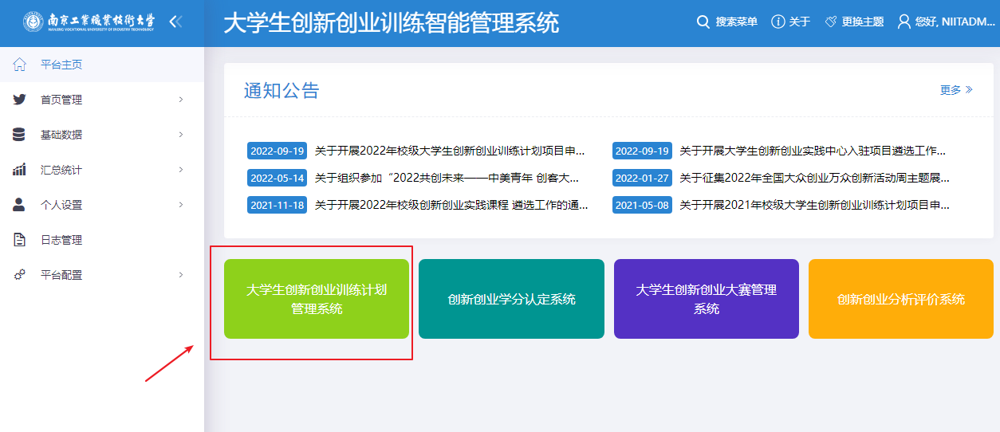 南京工業職業技術大学
NANJING VOCATIONAL UNIVERSITY OF INDUSTRY TECHNOLOGY
大学生创新创业训练智能管理系统
搜索菜单
关于
更换主题
您好, NIITADM...
平台主页
首页管理
基础数据
汇总统计
个人设置
日志管理
平台配置
通知公告
更多
2022-09-19 关于开展2022年校级大学生创新创业训练计划项目申...
2022-09-19 关于开展大学生创新创业实践中心入驻项目遴选工作...
2022-05-14 关于组织参加“2022共创未来——中美青年 创客大...
2022-01-27 关于征集2022年全国大众创业万众创新活动周主题展...
2021-11-18 关于开展2022年校级创新创业实践课程 遴选工作的通...
2021-05-08 关于开展2021年校级大学生创新创业训练计划项目申...
大学生创新创业训练计划
管理系统
创新创业学分认定系统
大学生创新创业大赛管理
系统
创新创业分析评价系统